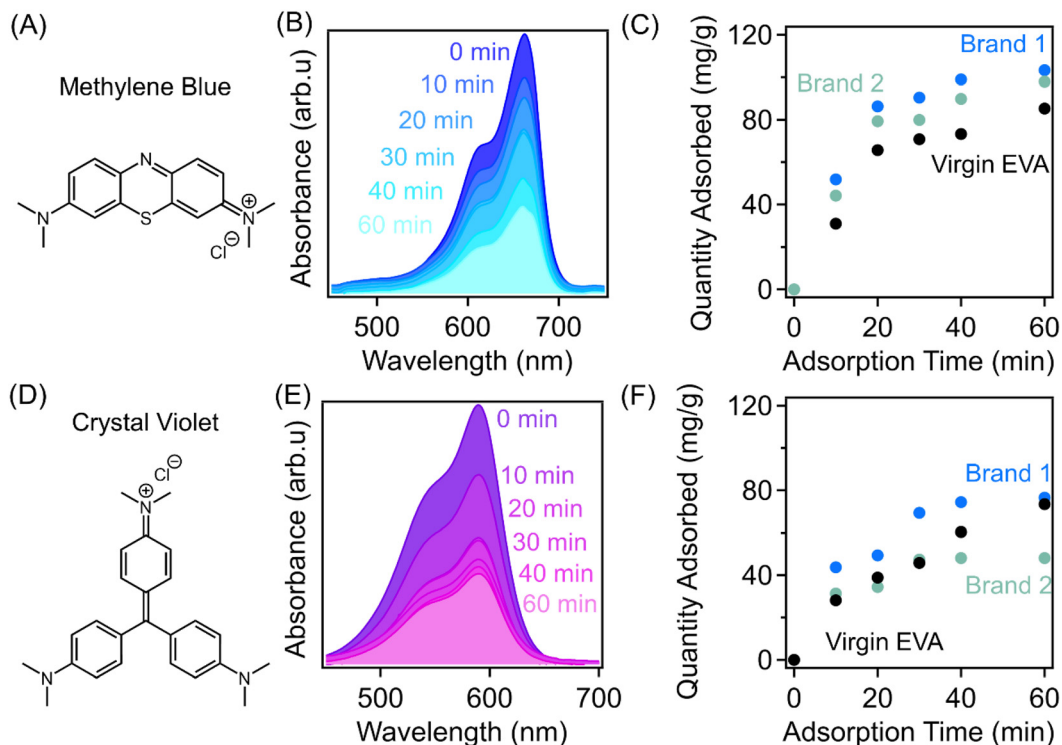 (A)
Methylene Blue
N
N
S
N
+
Cl
−
(B)
Absorbance (arb.u)
0 min
10 min
20 min
30 min
40 min
60 min
500
600
700
Wavelength (nm)
(C)
Quantity Adsorbed (mg/g)
120
80
40
0
Brand 1
Brand 2
Virgin EVA
0
20
40
60
Adsorption Time (min)
(D)
Crystal Violet
Cl
−
N
+
N
N
(E)
Absorbance (arb.u)
0 min
10 min
20 min
30 min
40 min
60 min
500
600
700
Wavelength (nm)
(F)
Quantity Adsorbed (mg/g)
120
80
40
0
Brand 1
Brand 2
Virgin EVA
0
20
40
60
Adsorption Time (min)